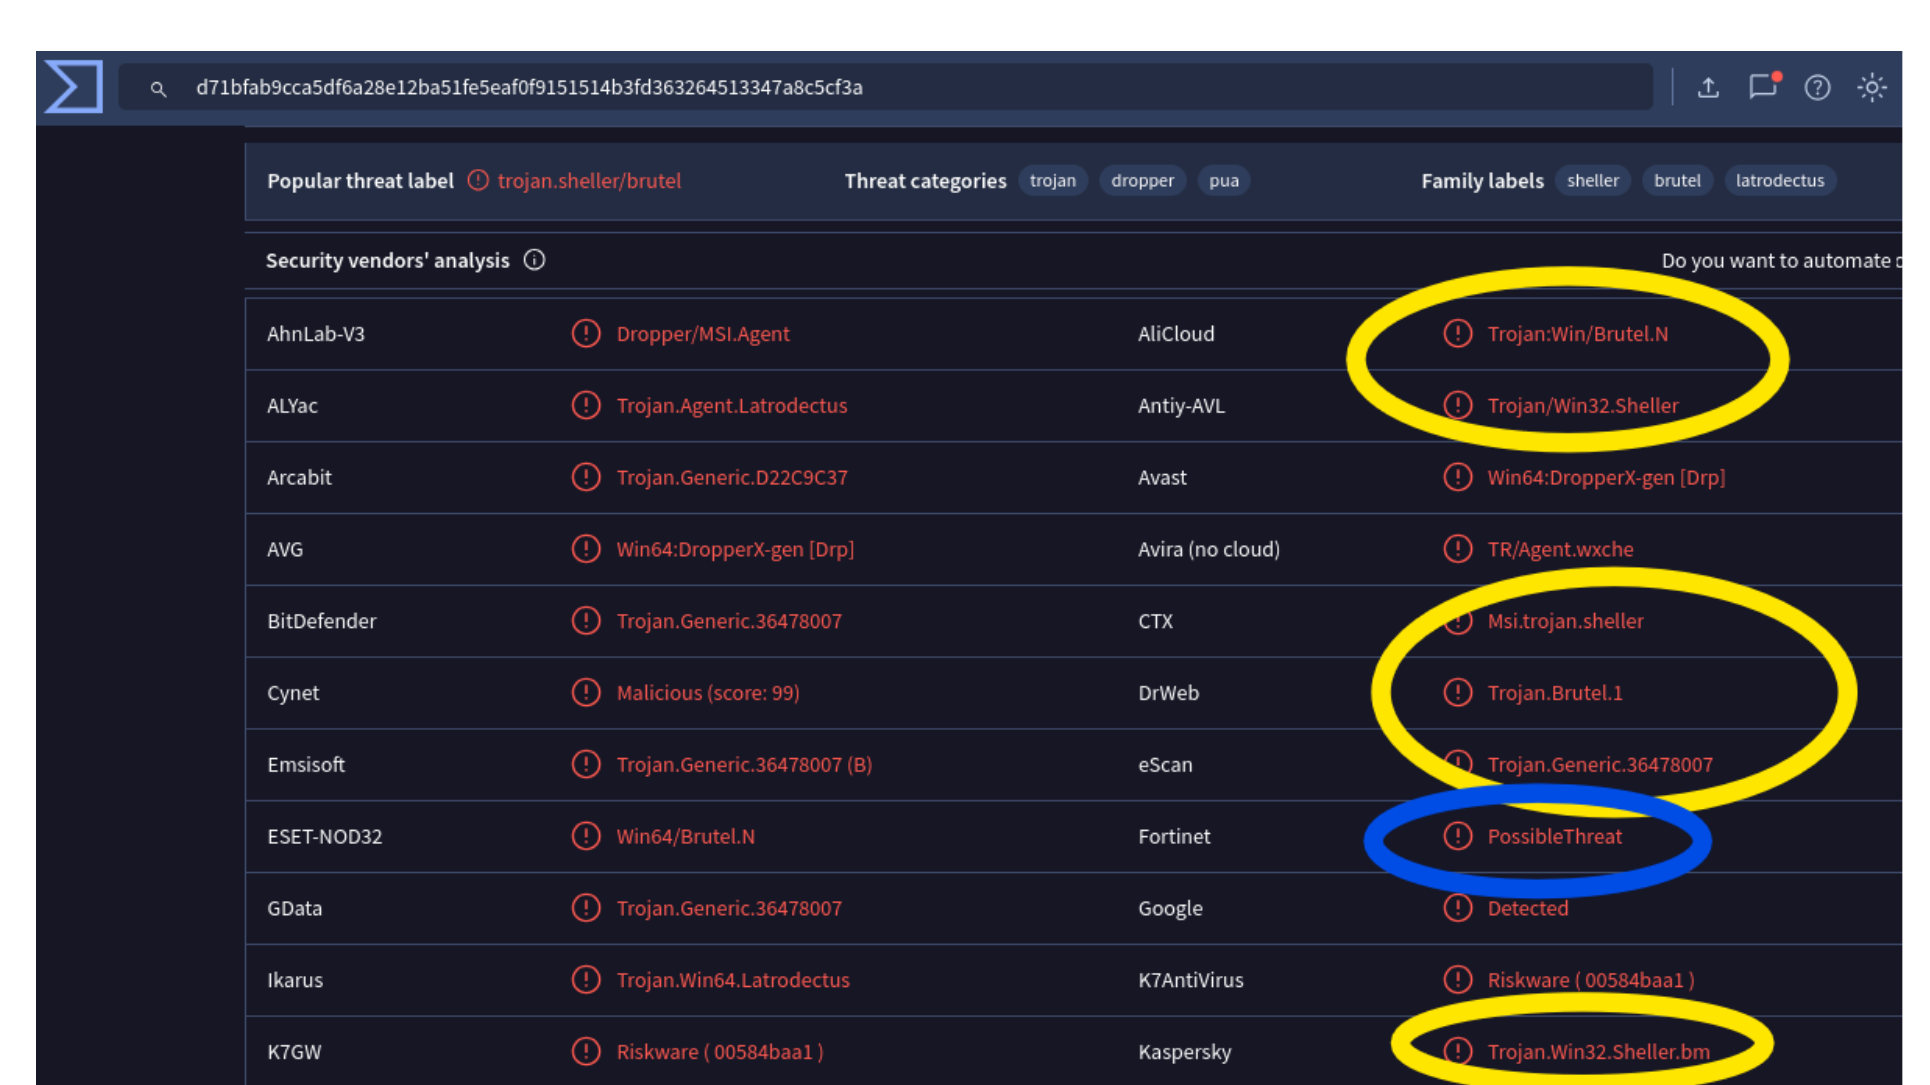 d71bfab9cca5df6a28e12ba51fe5eaf0f9151514b3fd363264513347a8c5cf3a
Popular threat label trojan.sheller/brutel Threat categories trojan dropper pua Family labels sheller brutel latrodectus
Security vendors' analysis Do you want to automate c
AhnLab-V3 Dropper/MSI.Agent AliCloud Trojan:Win/Brutel.N
ALYac Trojan.Agent.Latrodectus Antiy-AVL Trojan/Win32.Sheller
Arcabit Trojan.Generic.D22C9C37 Avast Win64:DropperX-gen [Drp]
AVG Win64:DropperX-gen [Drp] Avira (no cloud) TR/Agent.wxche
BitDefender Trojan.Generic.36478007 CTX Msi.trojan.sheller
Cynet Malicious (score: 99) DrWeb Trojan.Brutel.1
Emsisoft Trojan.Generic.36478007 (B) eScan Trojan.Generic.36478007
ESET-NOD32 Win64/Brutel.N Fortinet PossibleThreat
GData Trojan.Generic.36478007 Google Detected
Ikarus Trojan.Win64.Latrodectus K7AntiVirus Riskware ( 00584baa1 )
K7GW Riskware ( 00584baa1 ) Kaspersky Trojan.Win32.Sheller.bm